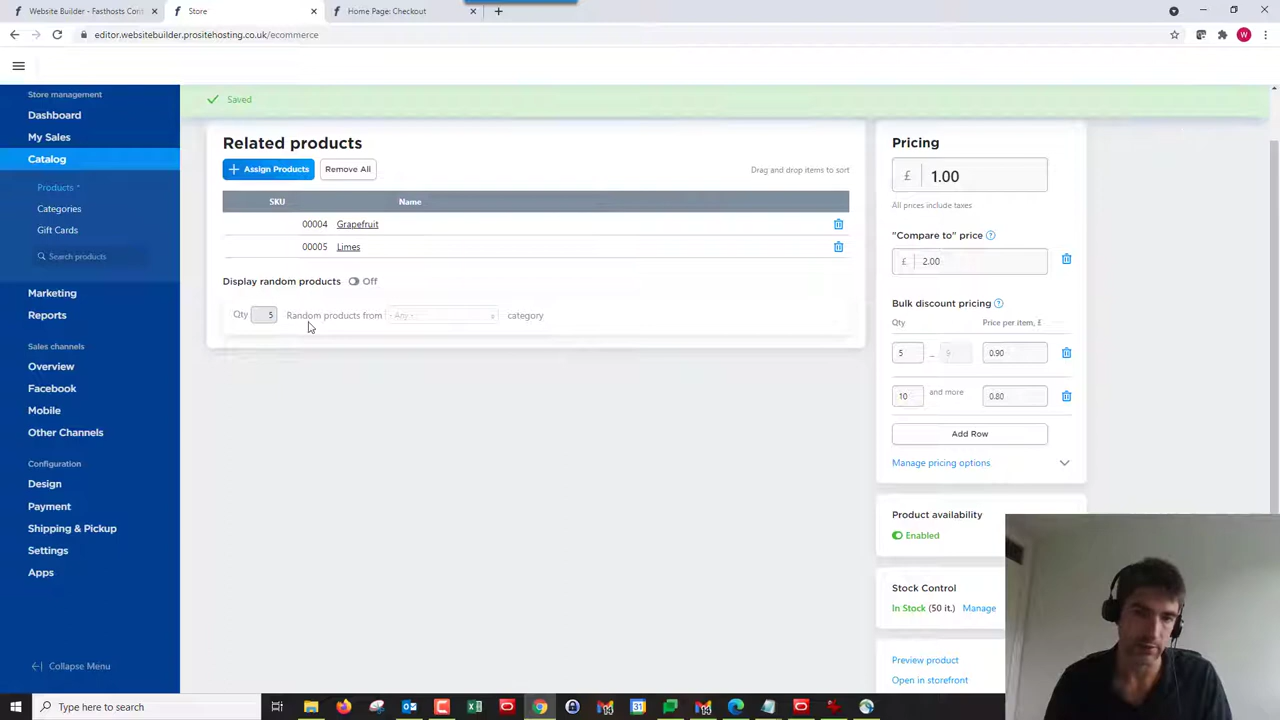 Website Builder - Fasthosts Con
Store
Home Page: Checkout
editor.websitebuilder.prositehosting.co.uk/ecommerce
W
Store management
Dashboard
My Sales
Catalog
Products
Categories
Gift Cards
Search products
Marketing
Reports
Sales channels
Overview
Facebook
Mobile
Other Channels
Configuration
Design
Payment
Shipping & Pickup
Settings
Apps
Collapse Menu
Saved
Related products
Assign Products
Remove All
Drag and drop items to sort
SKU Name
00004 Grapefruit
00005 Limes
Display random products Off
Qty 5 Random products from - Any - category
Pricing
£ 1.00
All prices include taxes
"Compare to" price
£ 2.00
Bulk discount pricing
Qty Price per item, £
5 - 9 0.90
10 and more 0.80
Add Row
Manage pricing options
Product availability
Enabled
Stock Control
In Stock (50 it.) Manage
Preview product
Open in storefront
Type here to search